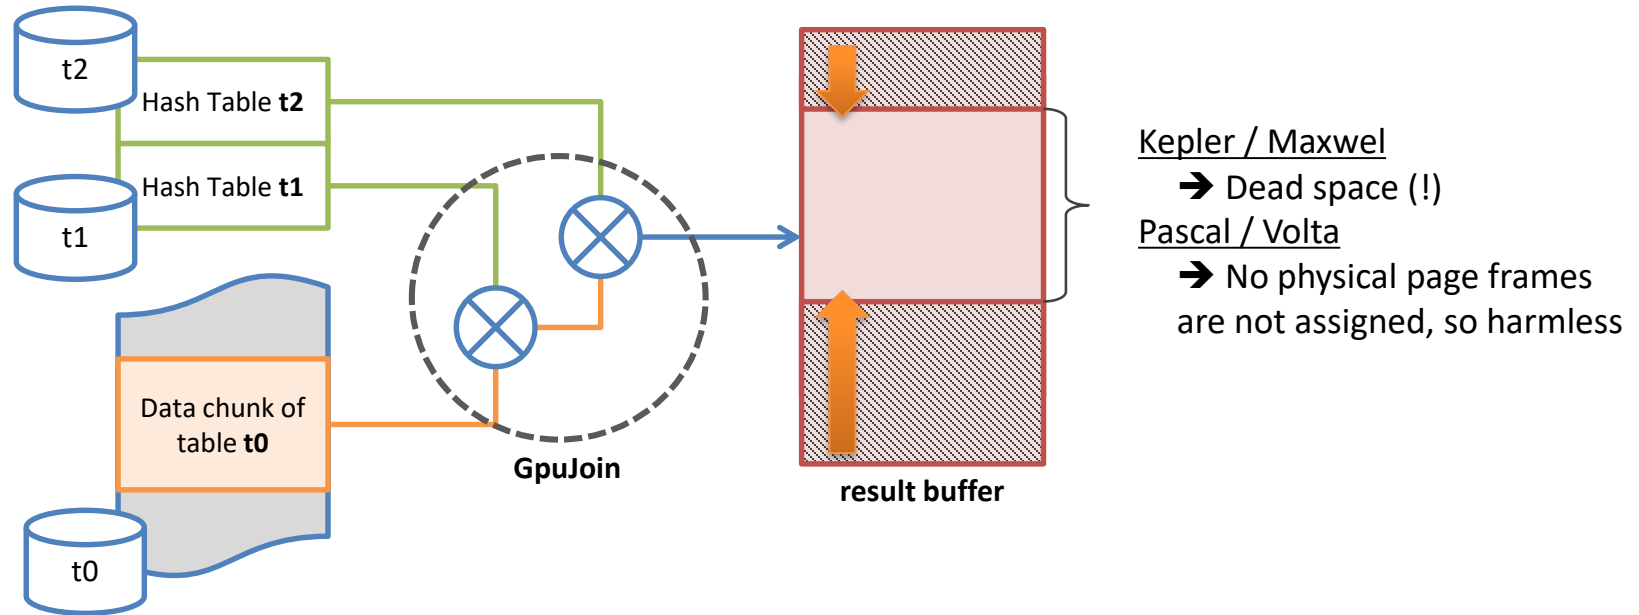 t2
Hash Table t2
Hash Table t1
t1
Data chunk of
table t0
t0
GpuJoin
result buffer
Kepler / Maxwel
➔ Dead space (!)
Pascal / Volta
➔ No physical page frames
are not assigned, so harmless